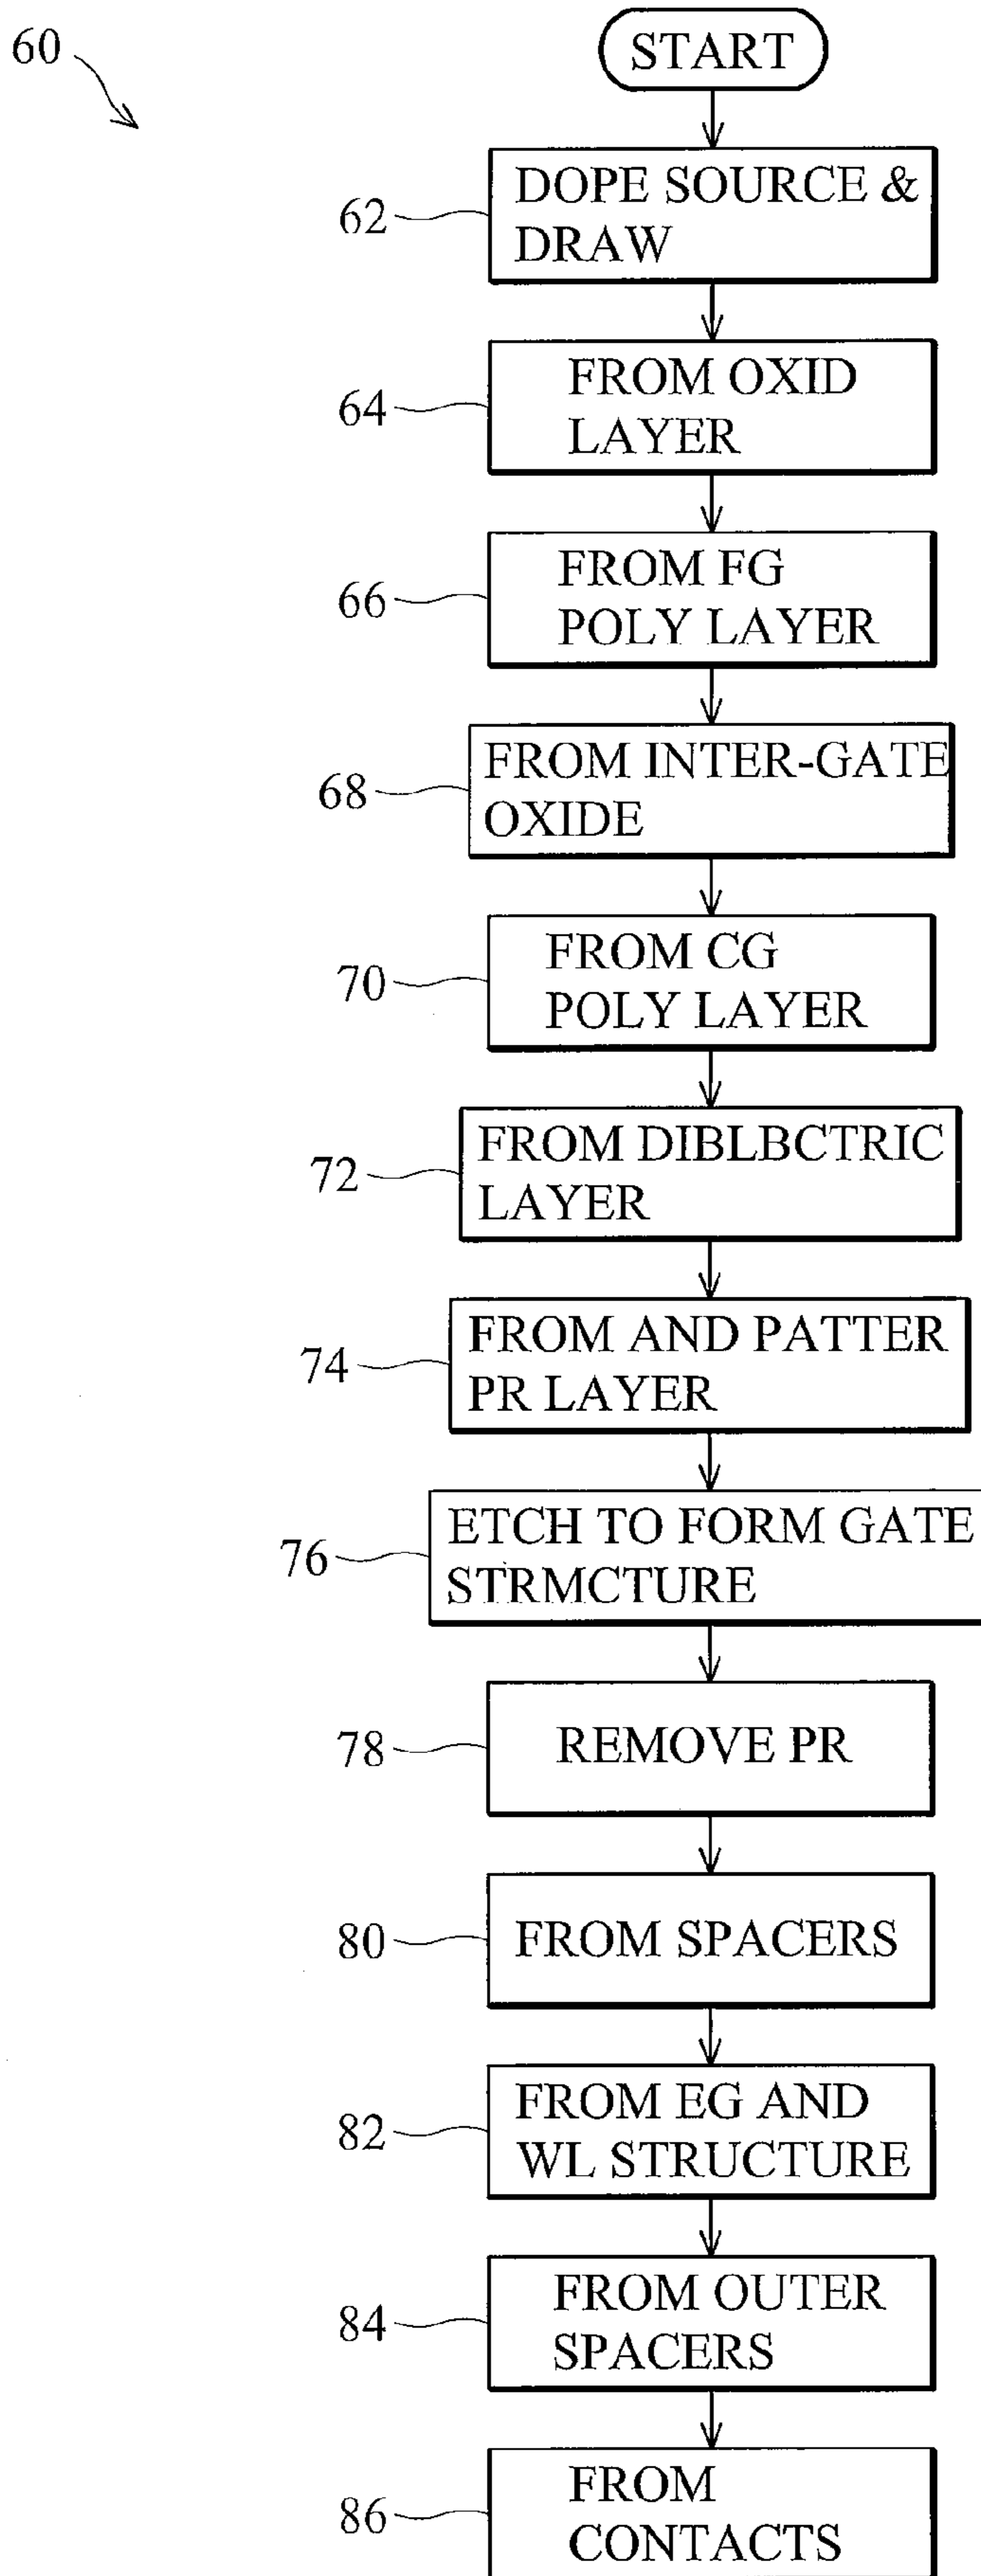 60
START
62
DOPE SOURCE &
DRAW
64
FROM OXID
LAYER
66
FROM FG
POLY LAYER
68
FROM INTER-GATE
OXIDE
70
FROM CG
POLY LAYER
72
FROM DIBLBCTRIC
LAYER
74
FROM AND PATTER
PR LAYER
76
ETCH TO FORM GATE
STRMCTURE
78
REMOVE PR
80
FROM SPACERS
82
FROM EG AND
WL STRUCTURE
84
FROM OUTER
SPACERS
86
FROM
CONTACTS